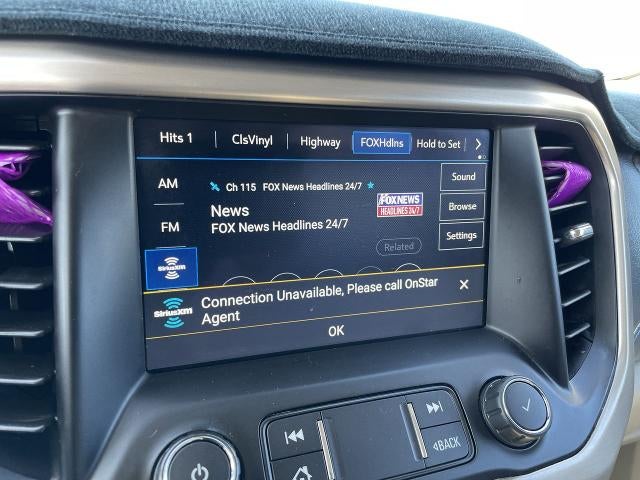 Hits 1 ClsVinyl Highway FOXHdlns Hold to Set
AM Ch 115 FOX News Headlines 24/7 Sound
News FOX NEWS Browse
FM FOX News Headlines 24/7 HEADLINES 24/7
Related Settings
SiriusXM
SiriusXM Connection Unavailable, Please call OnStar
Agent
OK
BACK